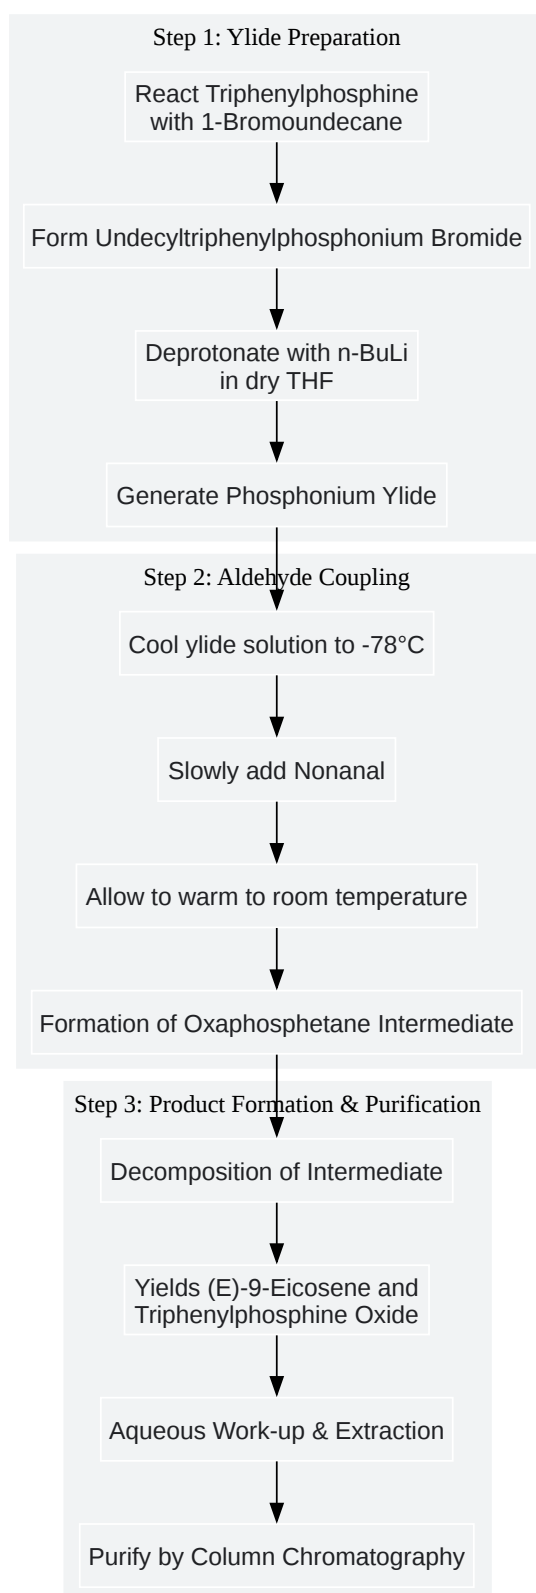 Step 1: Ylide Preparation
React Triphenylphosphine
with 1-Bromoundecane
Form Undecyltriphenylphosphonium Bromide
Deprotonate with n-BuLi
in dry THF
Generate Phosphonium Ylide
Step 2: Aldehyde Coupling
Cool ylide solution to -78°C
Slowly add Nonanal
Allow to warm to room temperature
Formation of Oxaphosphetane Intermediate
Step 3: Product Formation & Purification
Decomposition of Intermediate
Yields (E)-9-Eicosene and
Triphenylphosphine Oxide
Aqueous Work-up & Extraction
Purify by Column Chromatography